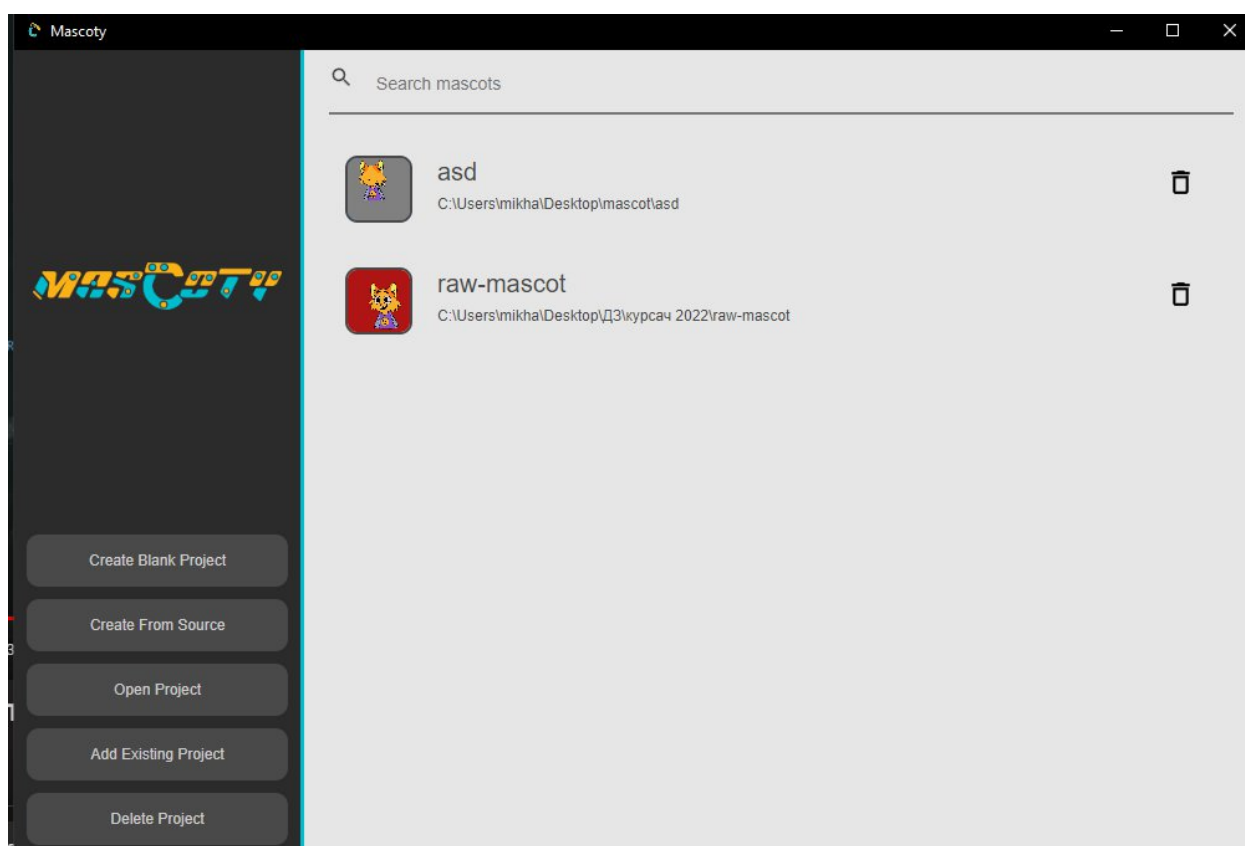 Mascoty
MASCOTY
Create Blank Project
Create From Source
Open Project
Add Existing Project
Delete Project
Search mascots
asd
C:\Users\mikha\Desktop\mascot\asd
raw-mascot
C:\Users\mikha\Desktop\ДЗ\курсач 2022\raw-mascot